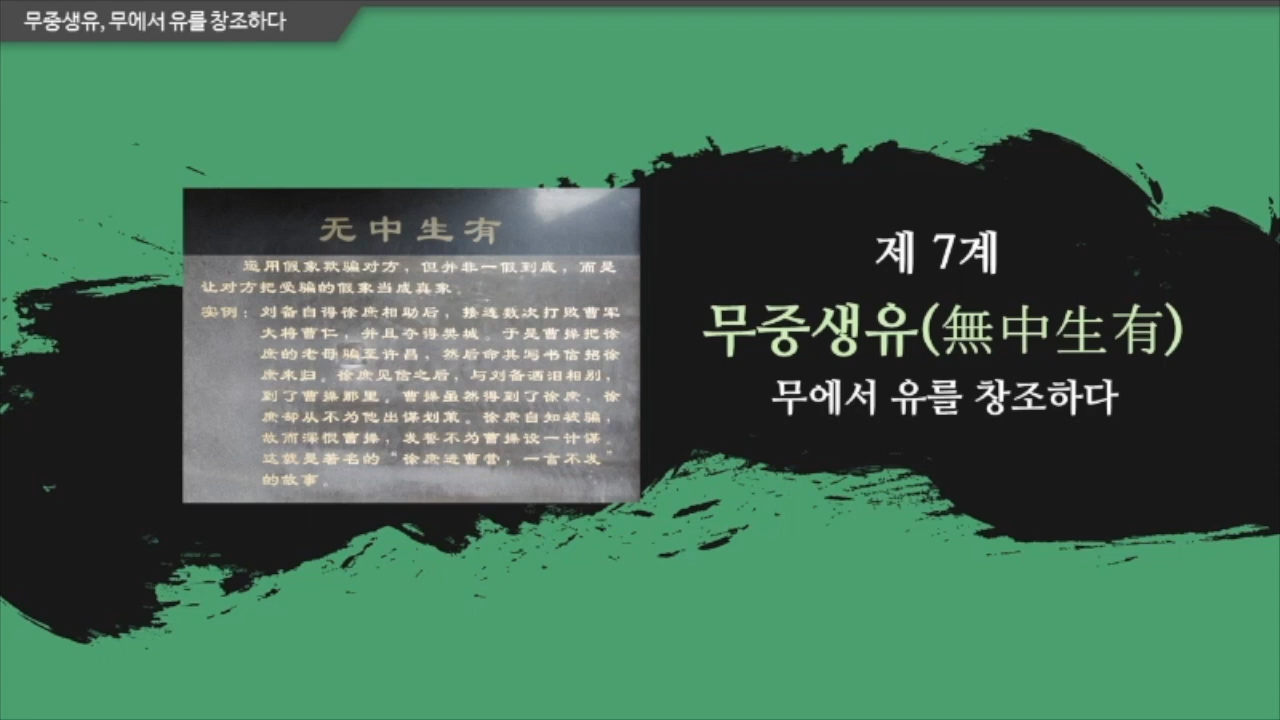 무중생유, 무에서 유를 창조하다
无中生有
运用假象欺骗对方，但并非一假到底，而是
让对方把受骗的假象当成真象。
实例：刘备自得徐庶相助后，接连数次打败曹军
大将曹仁，并且夺得樊城。于是曹操把徐
庶的老母骗至许昌，然后命其写书信招徐
庶来归。徐庶见信之后，与刘备洒泪相别，
到了曹操那里。曹操虽然得到了徐庶，徐
庶却从不为他出谋划策。徐庶自知被骗，
故而深恨曹操，发誓不为曹操设一计谋。
这就是著名的“徐庶进曹营，一言不发”
的故事。
제 7계
무중생유(無中生有)
무에서 유를 창조하다